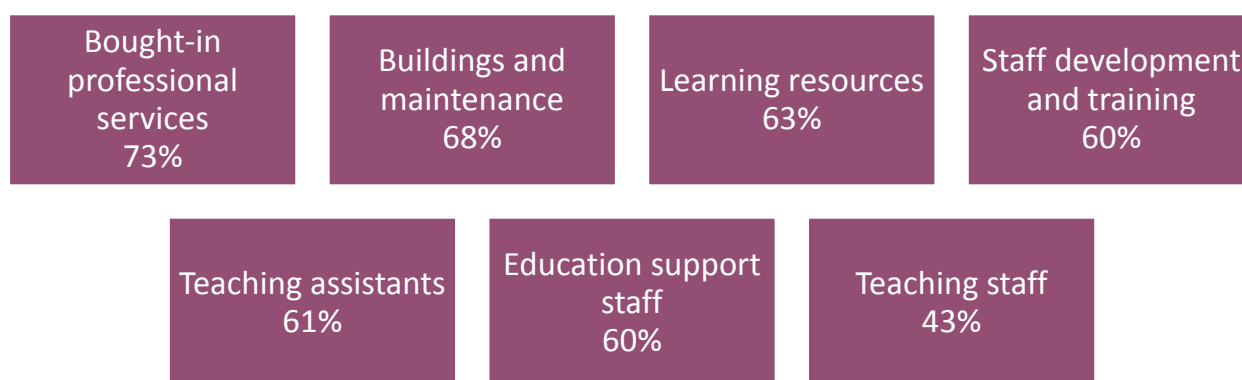 Bought-in
professional
services
73%
Buildings and
maintenance
68%
Learning resources
63%
Staff development
and training
60%
Teaching assistants
61%
Education support
staff
60%
Teaching staff
43%